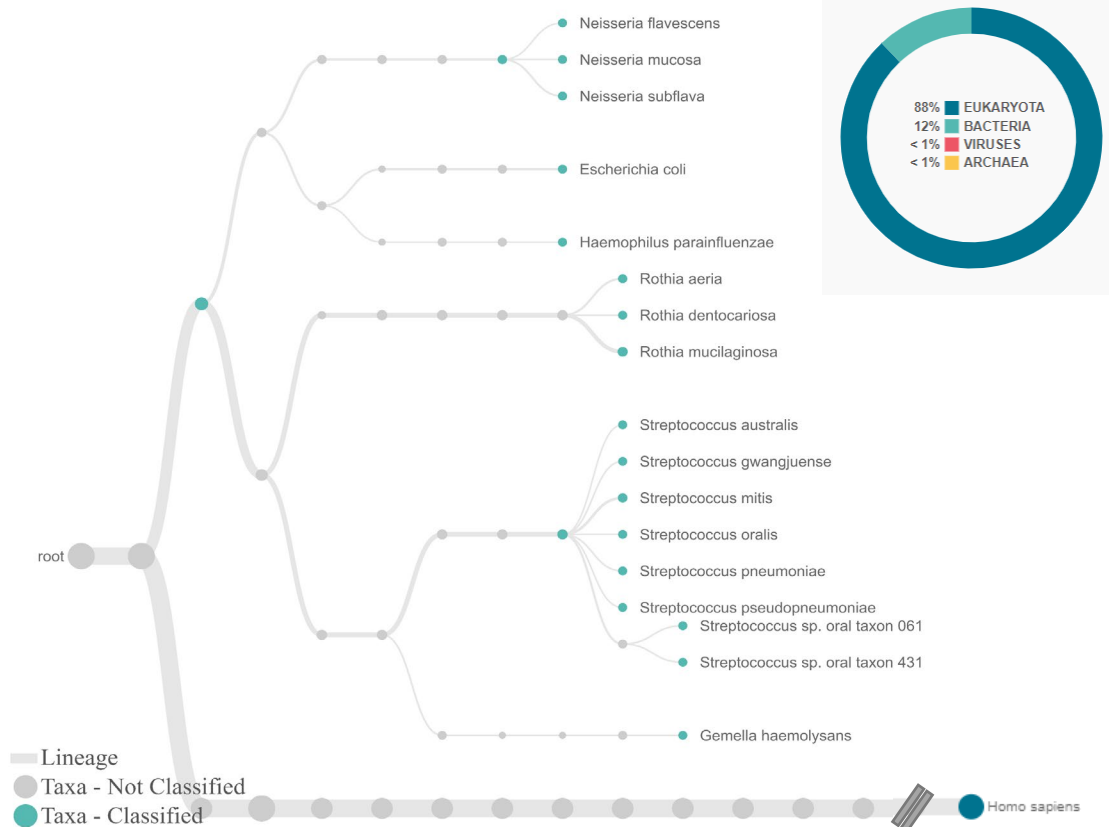 Neisseria flavescens
Neisseria mucosa
Neisseria subflava
88% EUKARYOTA
12% BACTERIA
< 1% VIRUSES
< 1% ARCHAEA
Escherichia coli
Haemophilus parainfluenzae
Rothia aeria
Rothia dentocariosa
Rothia mucilaginosa
Streptococcus australis
Streptococcus gwangjuense
Streptococcus mitis
Streptococcus oralis
root
Streptococcus pneumoniae
Streptococcus pseudopneumoniae
Streptococcus sp. oral taxon 061
Streptococcus sp. oral taxon 431
Gemella haemolysans
Lineage
Taxa - Not Classified
Taxa - Classified
Homo sapiens